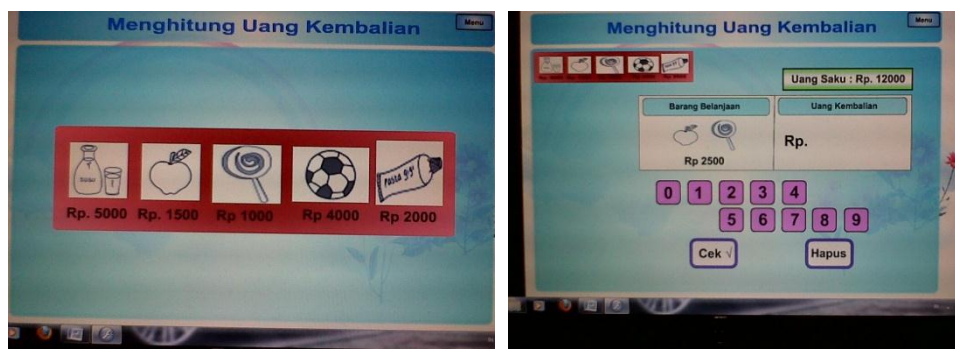 Menghitung Uang Kembalian
Menu
Pasta gigi
Rp. 5000 Rp. 1500 Rp 1000 Rp 4000 Rp 2000
Menghitung Uang Kembalian
Menu
Uang Saku : Rp. 12000
Barang Belanjaan
Uang Kembalian
Rp.
Rp 2500
0 1 2 3 4
5 6 7 8 9
Cek √
Hapus